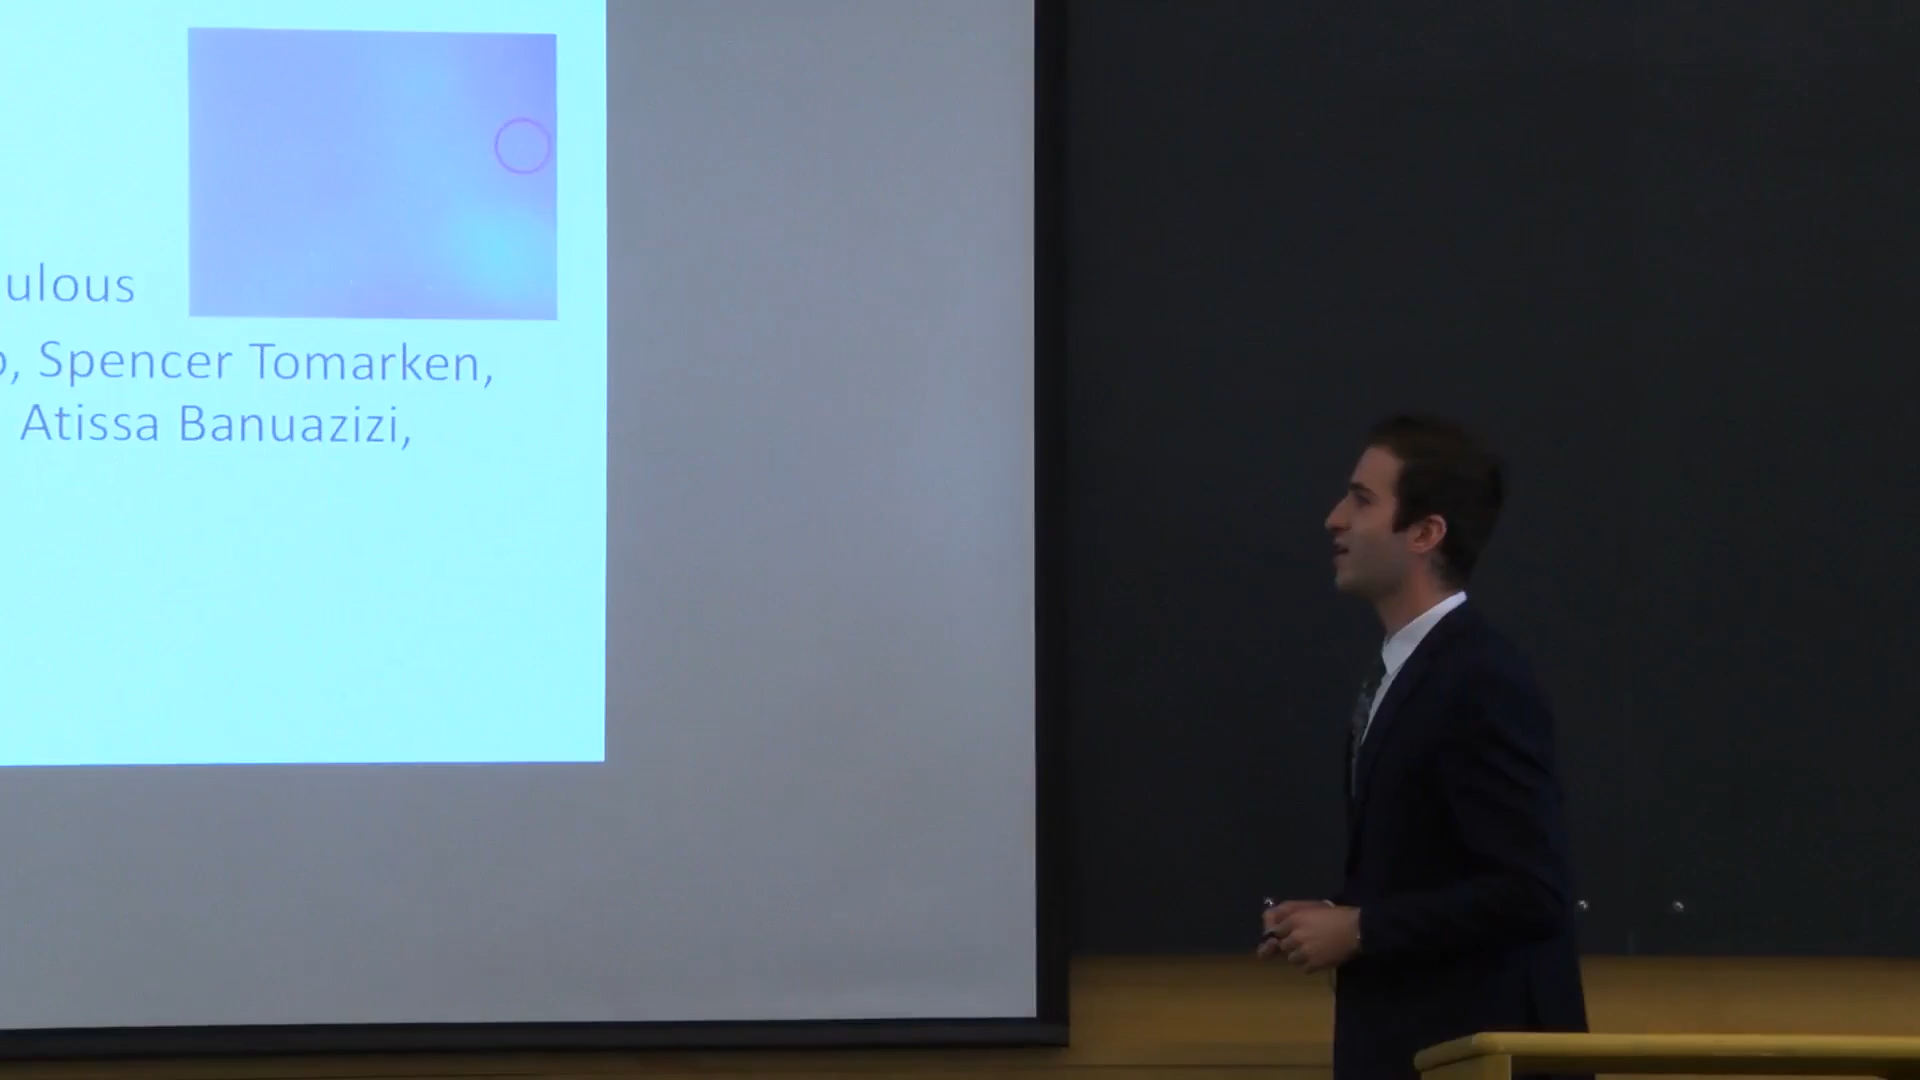 ulous
, Spencer Tomarken,
Atissa Banuazizi,